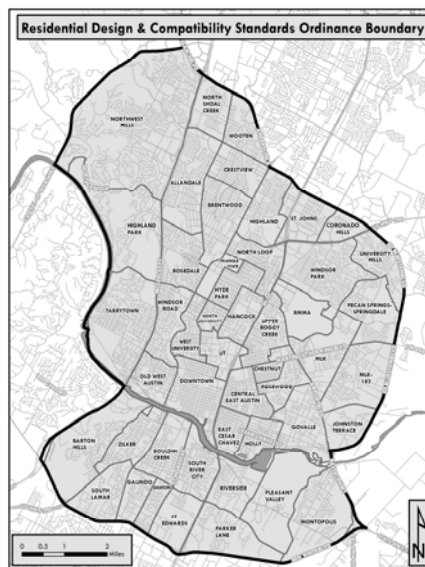 Residential Design & Compatibility Standards Ordinance Boundary
NORTH
SHOAL
CREEK
NORTHWEST
HILLS
WOOTEN
CRESTVIEW
ALLANDALE
BRENTWOOD
HIGHLAND
ST. JOHNS
CORONADO
HILLS
HIGHLAND
PARK
NORTH LOOP
UNIVERSITY
HILLS
WINDSOR
PARK
ROSEDALE
HYDE
PARK
PECAN SPRINGS-
SPRINGDALE
TARRYTOWN
WINDSOR
ROAD
NORTH
UNIVERSITY
HANCOCK
UPPER
BOGGY
CREEK
RMMA
WEST
UNIVERSITY
UT
MLK
CHESTNUT
MLK-
183
OLD WEST
AUSTIN
DOWNTOWN
ROSEWOOD
CENTRAL
EAST AUSTIN
JOHNSTON
TERRACE
GOVALLE
EAST
CESAR
CHAVEZ
HOLLY
BARTON
HILLS
ZILKER
BOULDIN
CREEK
SOUTH
RIVER
CITY
SOUTH
LAMAR
GALINDO
DAWSON
RIVERSIDE
PLEASANT
VALLEY
ST
EDWARDS
PARKER
LANE
MONTOPOLIS
0 0.5 1 2
Miles
N